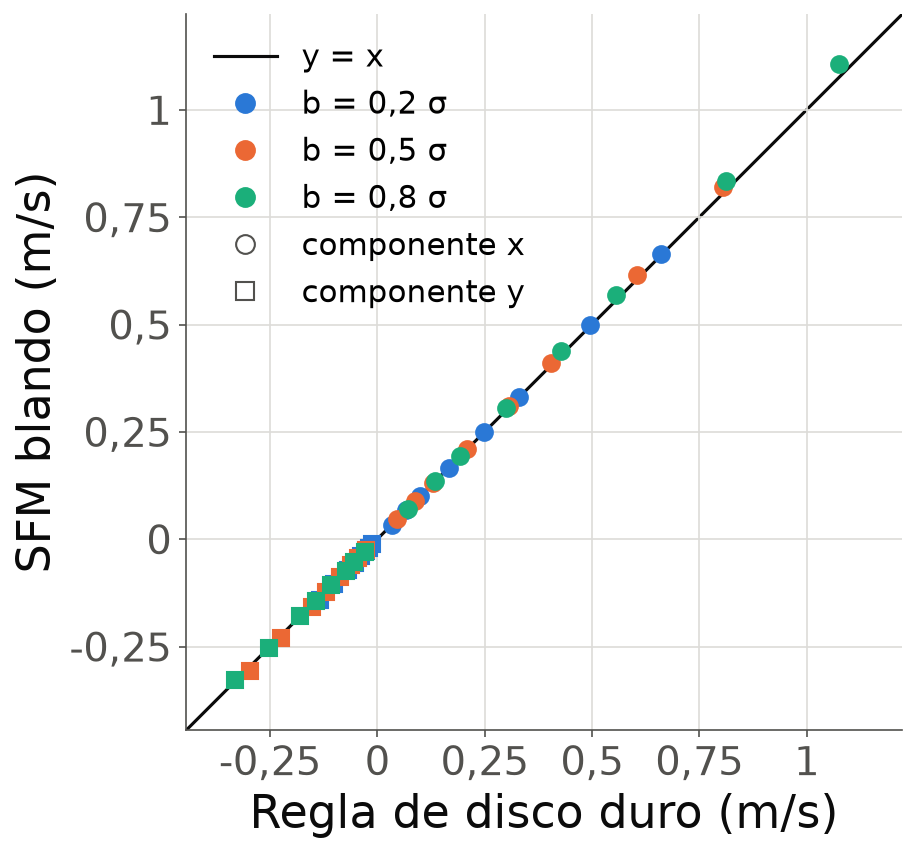 y = x
b = 0,2 σ
b = 0,5 σ
b = 0,8 σ
componente x
componente y
SFM blando (m/s)
1
0,75
0,5
0,25
0
-0,25
-0,25 0 0,25 0,5 0,75 1
Regla de disco duro (m/s)